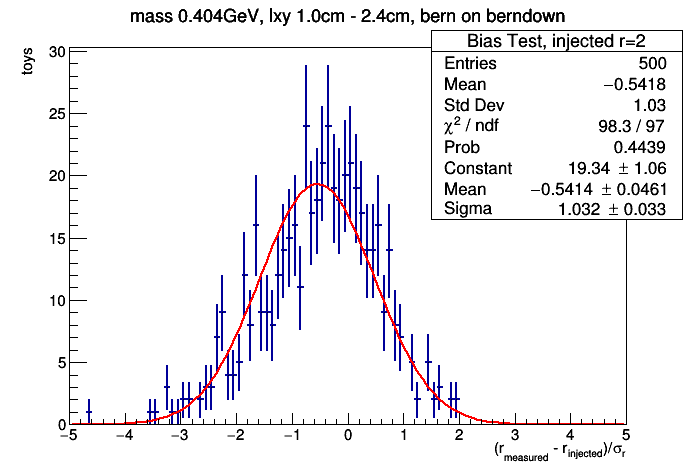 mass 0.404GeV, lxy 1.0cm - 2.4cm, bern on berndown
Bias Test, injected r=2
Entries 500
Mean −0.5418
Std Dev 1.03
χ² / ndf 98.3 / 97
Prob 0.4439
Constant 19.34 ± 1.06
Mean −0.5414 ± 0.0461
Sigma 1.032 ± 0.033
toys
30
25
20
15
10
5
0
−5 −4 −3 −2 −1 0 1 2 3 4 5
(r_measured - r_injected)/σ_r